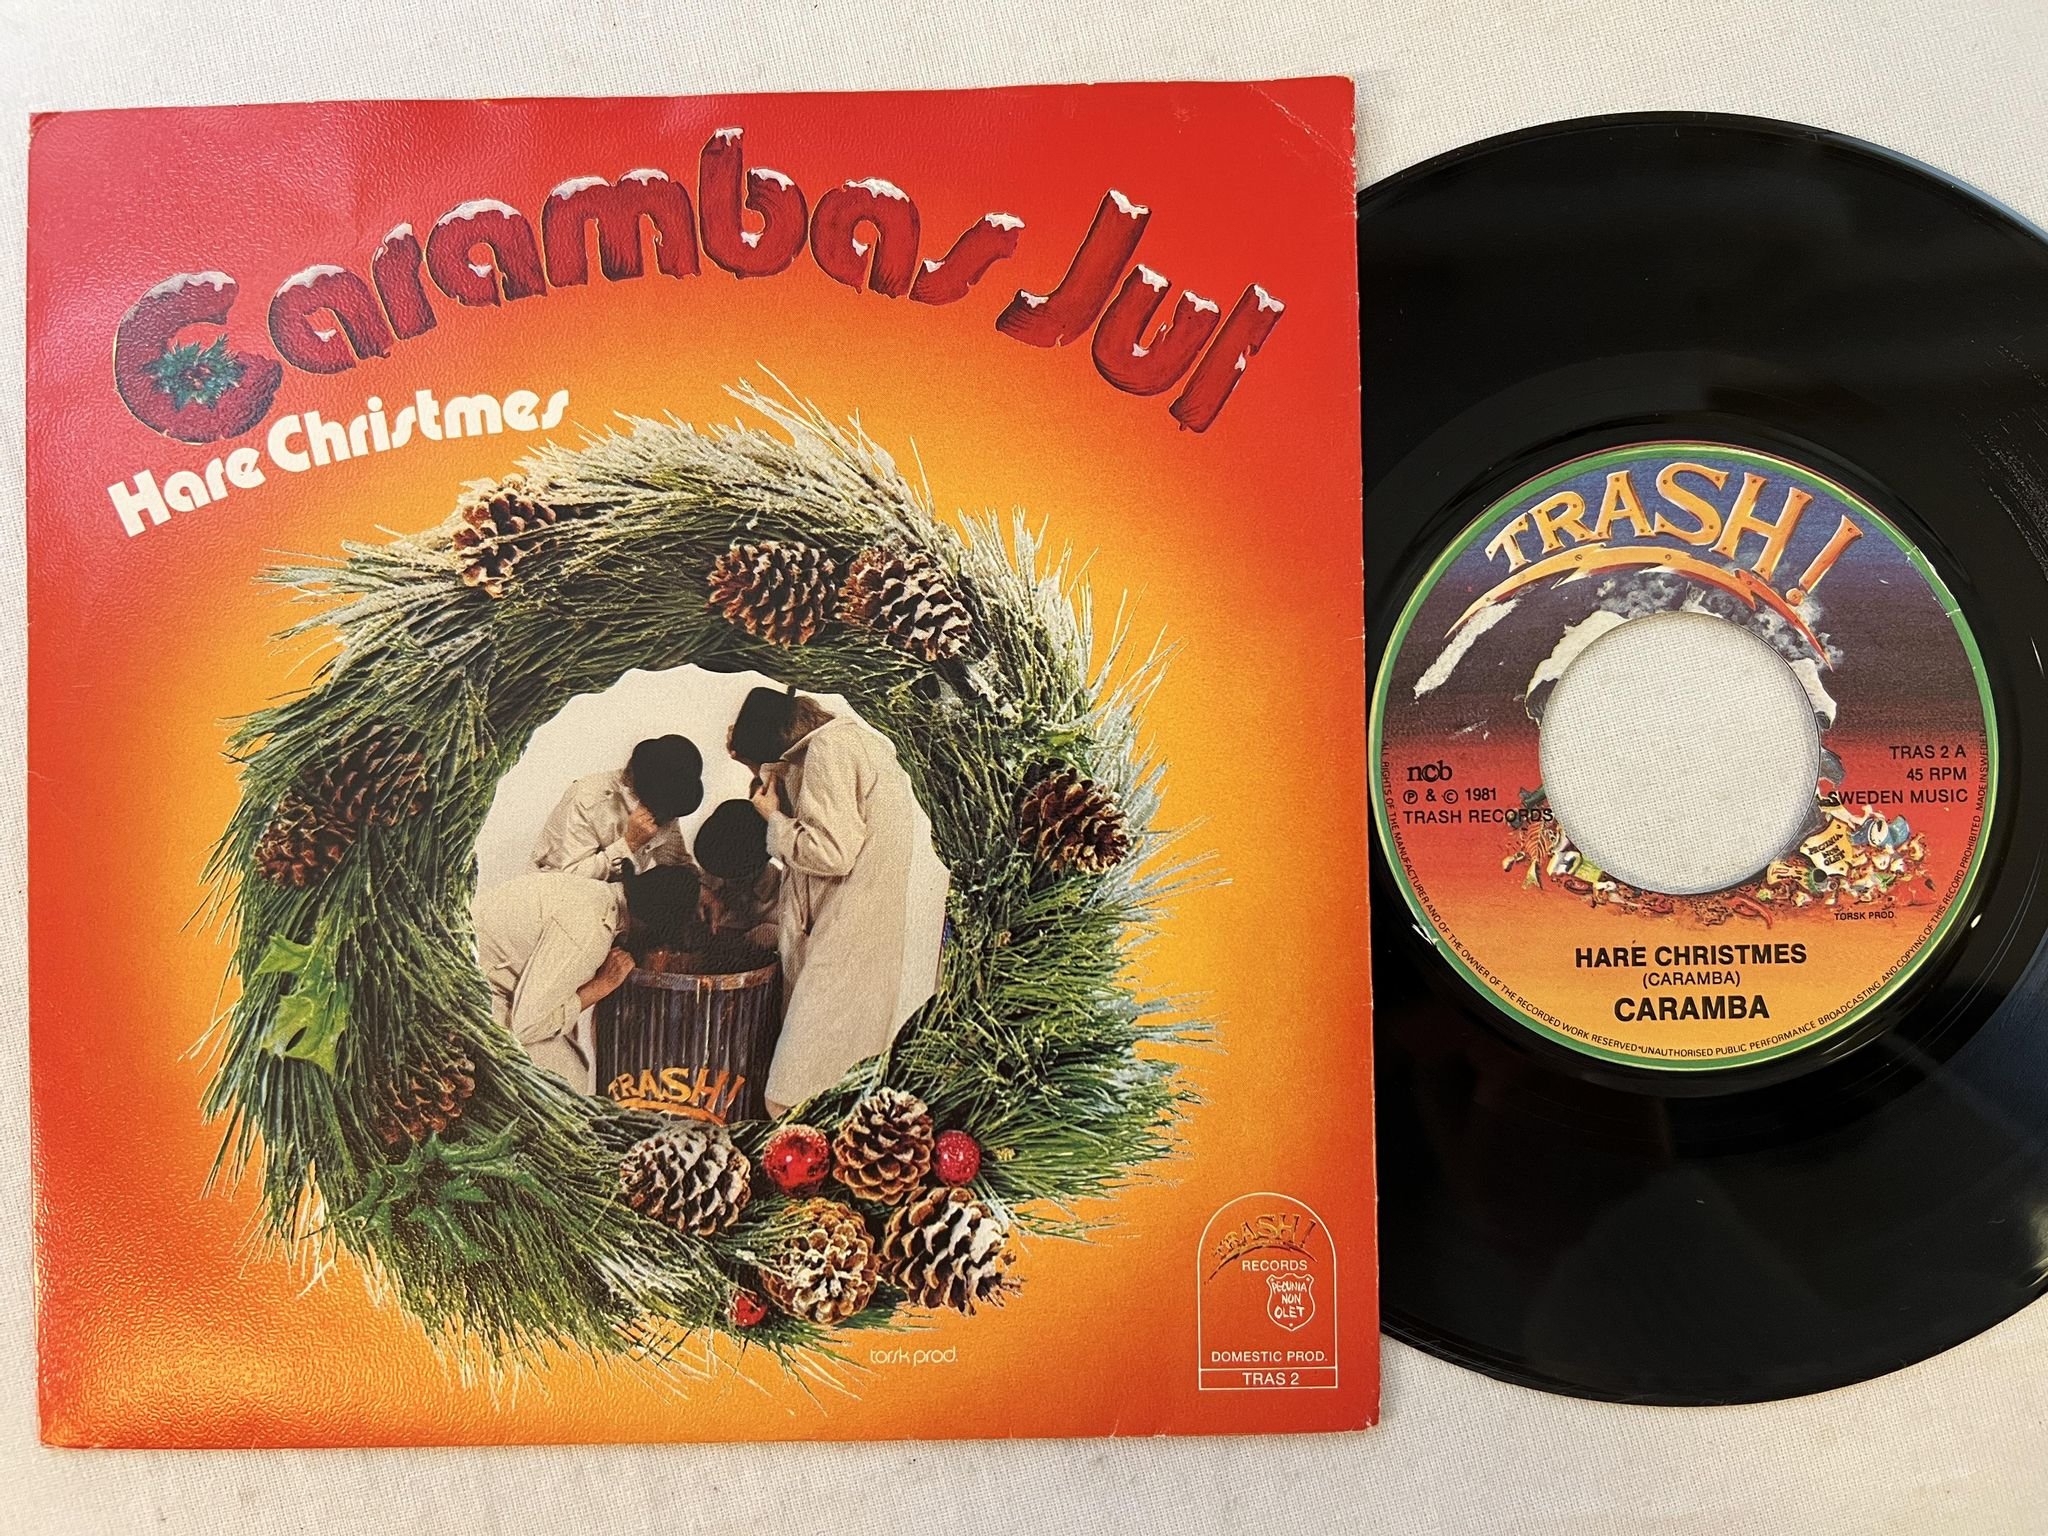 Carambas Jul
Hare Christmes
TRASH!
torsk prod.
TRASH!
RECORDS
PECUNIA
NON
OLET
DOMESTIC PROD.
TRAS 2
TRASH!
ncb
Ⓟ & © 1981
TRASH RECORDS
TRAS 2 A
45 RPM
SWEDEN MUSIC
PECUNIA
NON
OLET
TORSK PROD.
HARE CHRISTMES
(CARAMBA)
CARAMBA
ALL RIGHTS OF THE MANUFACTURER AND OF THE OWNER OF THE RECORDED WORK RESERVED*UNAUTHORISED PUBLIC PERFORMANCE BROADCASTING AND COPYING OF THIS RECORD PROHIBITED MADE IN SWEDEN